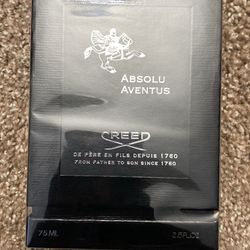 ABSOLU
AVENTUS
CREED
DE PÈRE EN FILS DEPUIS 1760
FROM FATHER TO SON SINCE 1760
75 ML
2.5 FL.OZ